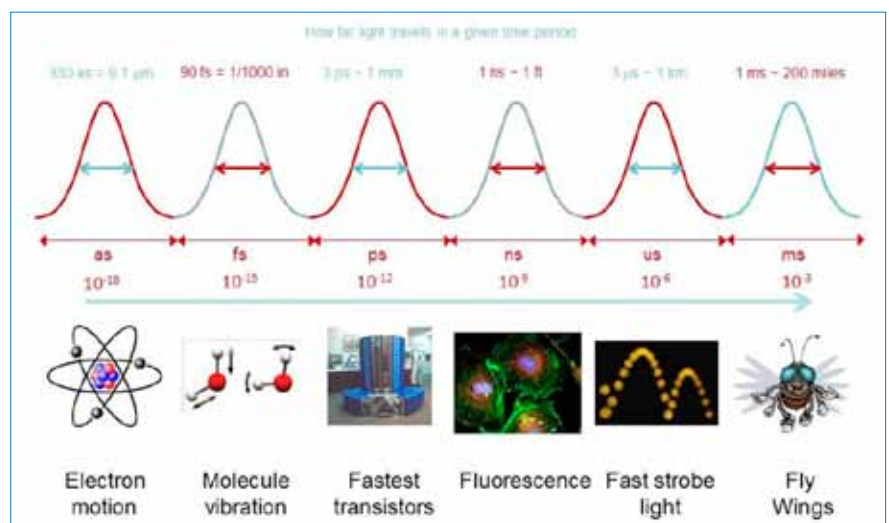 How far light travels in a given time period
330 as = 0.1 µm
90 fs = 1/1000 in
3 ps ~ 1 mm
1 ns ~ 1 ft
3 µs ~ 1 km
1 ms ~ 200 miles
as
fs
ps
ns
us
ms
10⁻¹⁸
10⁻¹⁵
10⁻¹²
10⁻⁹
10⁻⁶
10⁻³
Electron
motion
Molecule
vibration
Fastest
transistors
Fluorescence
Fast strobe
light
Fly
Wings